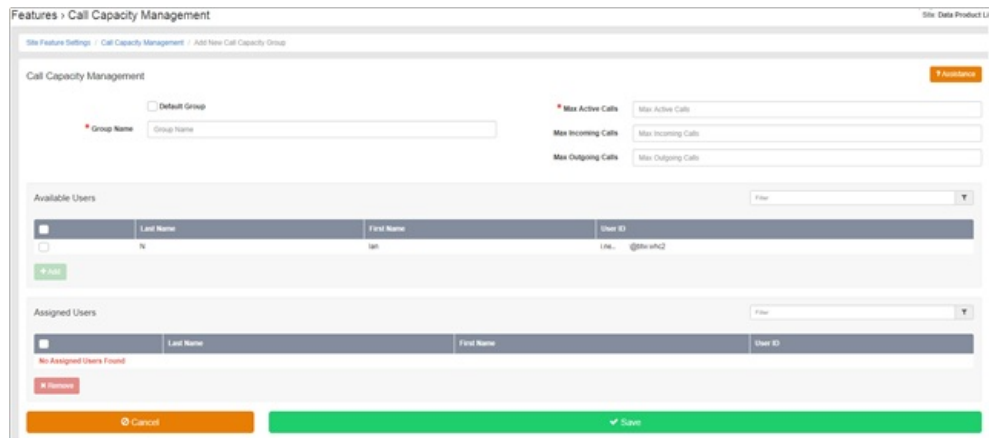 Features › Call Capacity Management
Site: Data Product Li
Site Feature Settings / Call Capacity Management / Add New Call Capacity Group
Call Capacity Management
? Assistance
Default Group
* Group Name Group Name
* Max Active Calls Max Active Calls
Max Incoming Calls Max Incoming Calls
Max Outgoing Calls Max Outgoing Calls
Available Users
Filter
Last Name First Name User ID
N Ian i.ne..
+ Add
Assigned Users
Filter
Last Name First Name User ID
No Assigned Users Found
× Remove
Cancel
✓ Save